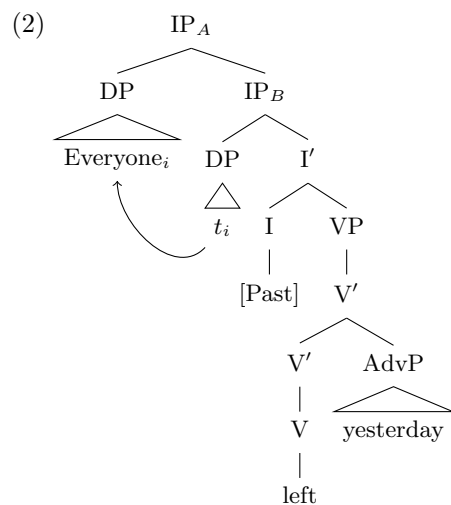 (2) IP_A
DP IP_B
Everyone_i DP I′
t_i I VP
[Past] V′
V′ AdvP
V yesterday
left